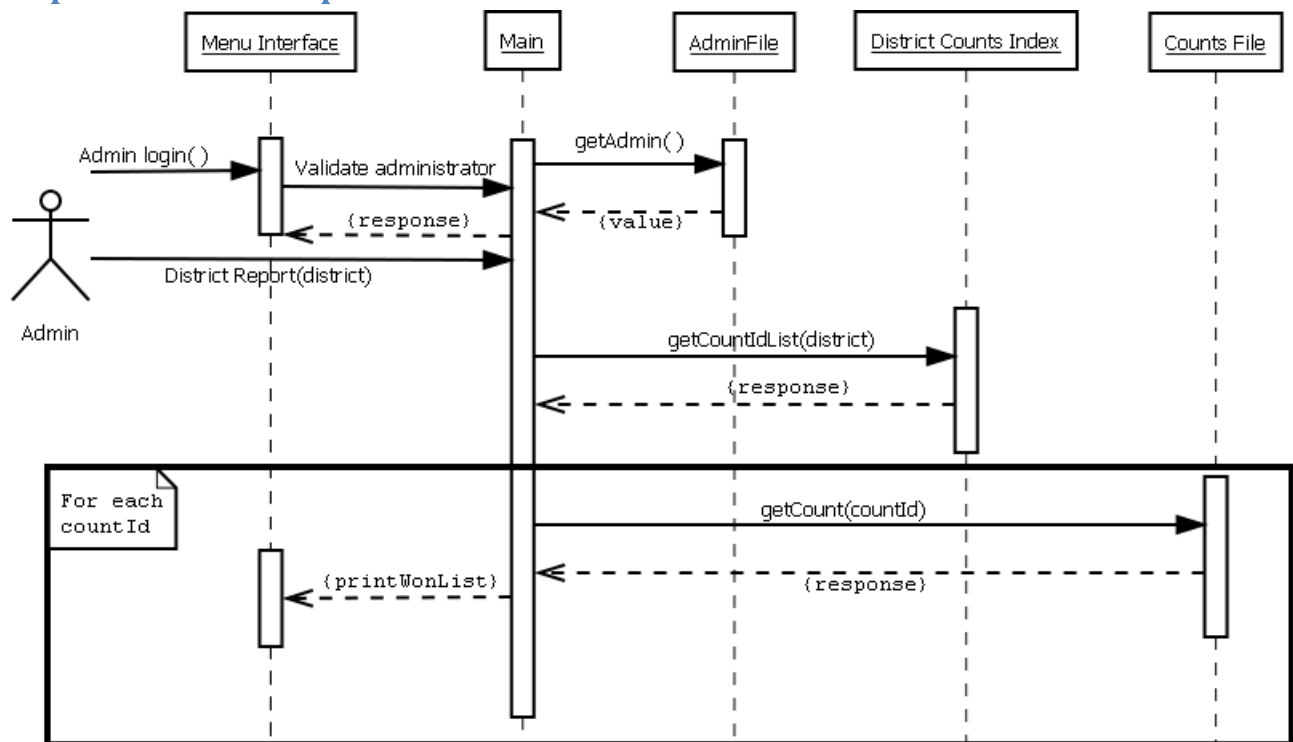 Menu Interface
Main
AdminFile
District Counts Index
Counts File
getAdmin( )
Admin login( )
Validate administrator
{response}
{value}
District Report(district)
Admin
getCountIdList(district)
{response}
For each
countId
getCount(countId)
{printWonList}
{response}